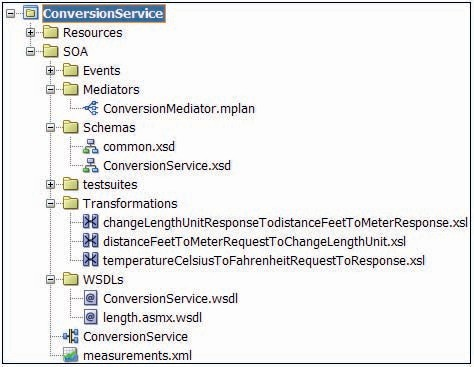 ConversionService
Resources
SOA
Events
Mediators
ConversionMediator.mplan
Schemas
common.xsd
ConversionService.xsd
testsuites
Transformations
changeLengthUnitResponseTodistanceFeetToMeterResponse.xsl
distanceFeetToMeterRequestToChangeLengthUnit.xsl
temperatureCelsiusToFahrenheitRequestToResponse.xsl
WSDLs
ConversionService.wsdl
length.asmx.wsdl
ConversionService
measurements.xml